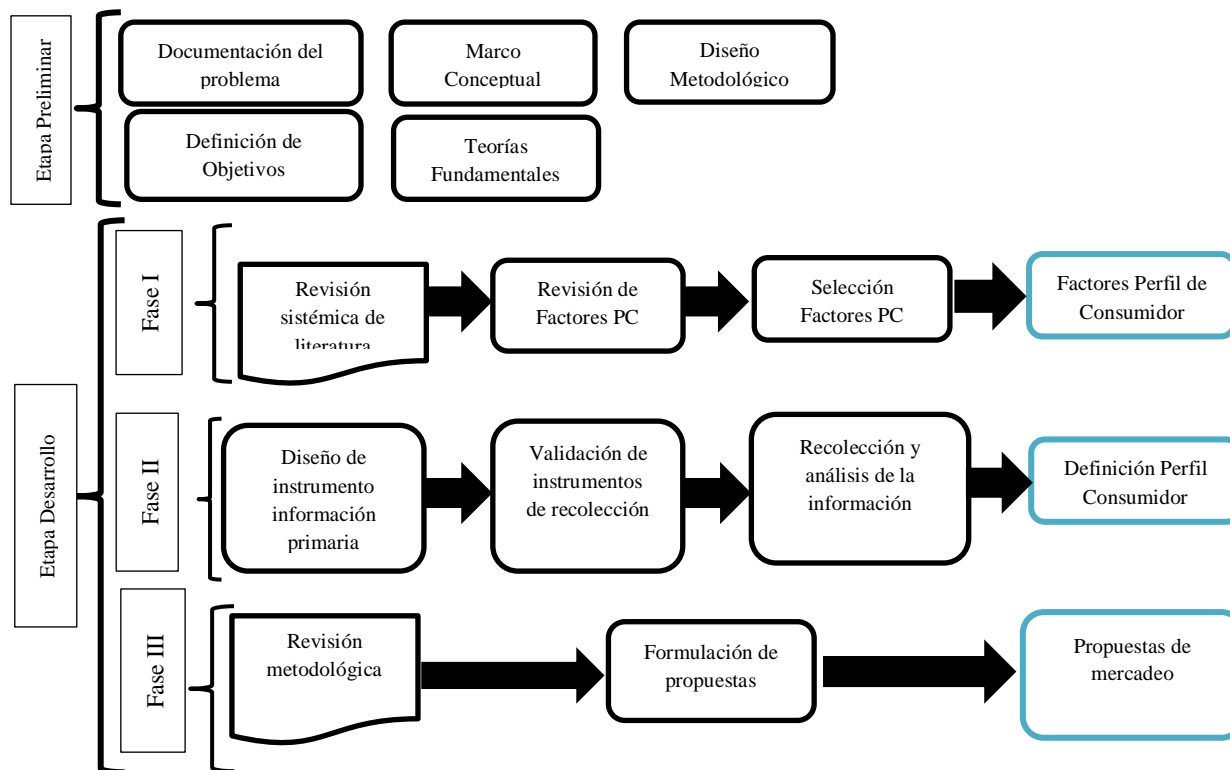 Etapa Preliminar
Documentación del
problema
Marco
Conceptual
Diseño
Metodológico
Definición de
Objetivos
Teorías
Fundamentales
Etapa Desarrollo
Fase I
Revisión
sistémica de
literatura
Revisión de
Factores PC
Selección
Factores PC
Factores Perfil de
Consumidor
Fase II
Diseño de
instrumento
información
primaria
Validación de
instrumentos
de recolección
Recolección y
análisis de la
información
Definición Perfil
Consumidor
Fase III
Revisión
metodológica
Formulación de
propuestas
Propuestas de
mercadeo